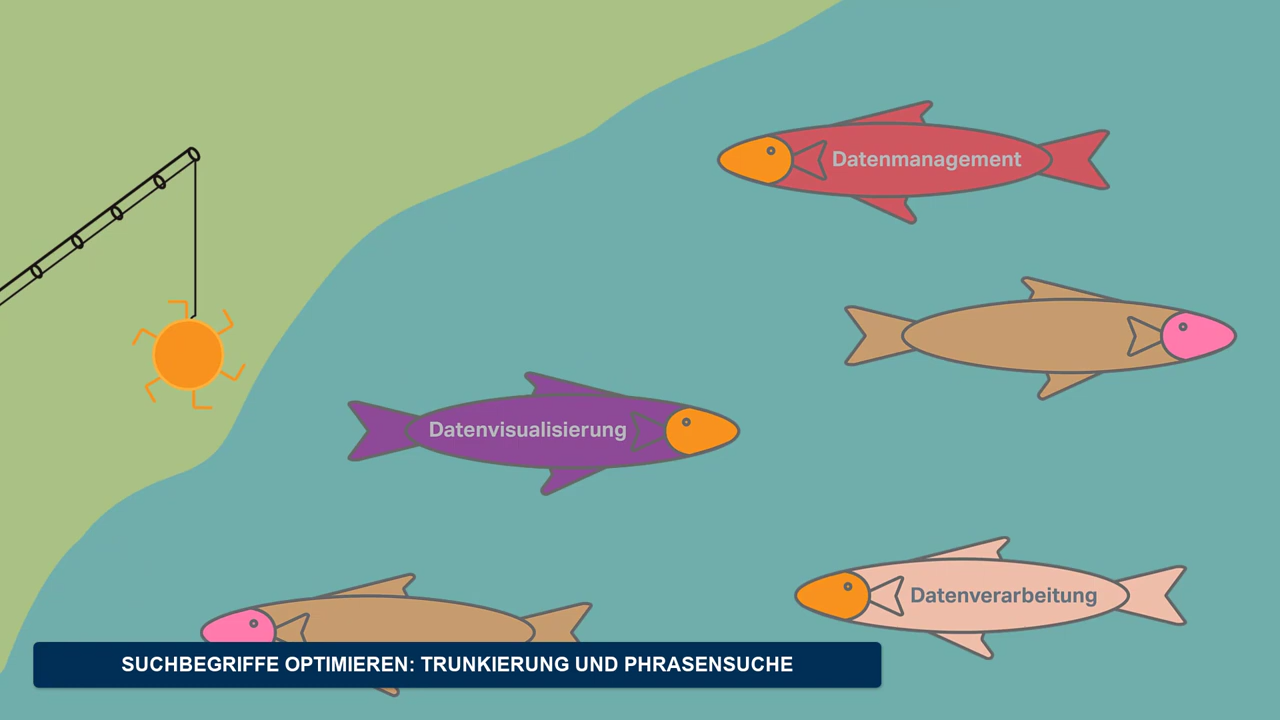 Datenmanagement
Datenvisualisierung
Datenverarbeitung
SUCHBEGRIFFE OPTIMIEREN: TRUNKIERUNG UND PHRASENSUCHE